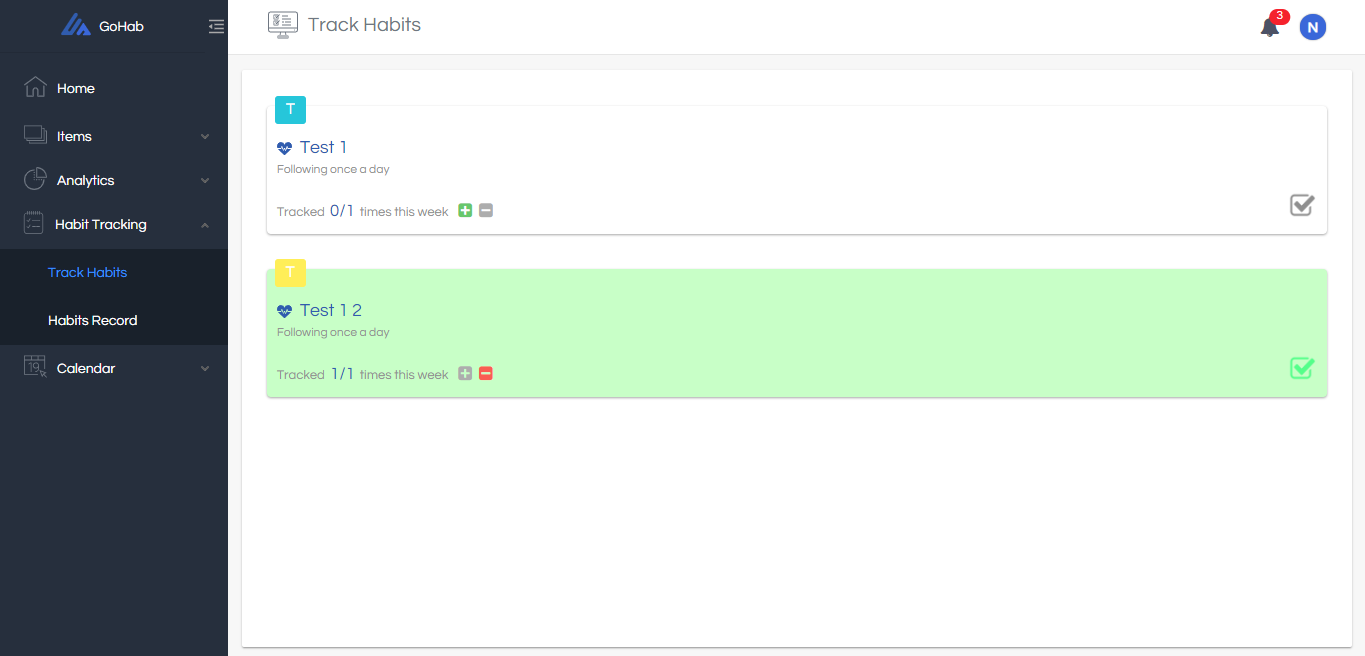 GoHab
Home
Items
Analytics
Habit Tracking
Track Habits
Habits Record
19
Calendar
Track Habits
3
N
T
Test 1
Following once a day
Tracked 0/1 times this week
T
Test 1 2
Following once a day
Tracked 1/1 times this week